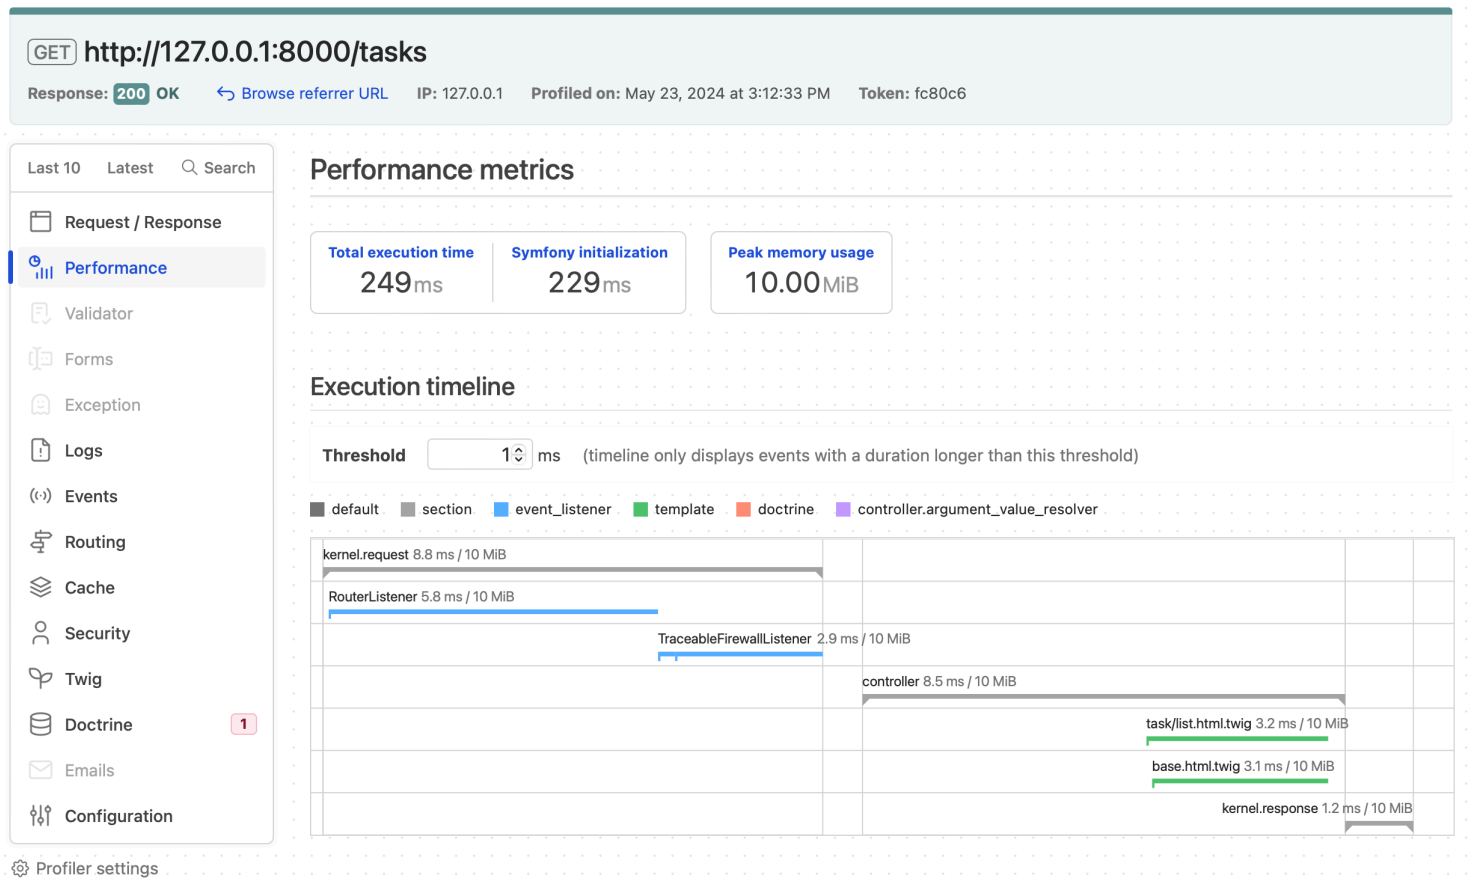 GET http://127.0.0.1:8000/tasks
Response: 200 OK Browse referrer URL IP: 127.0.0.1 Profiled on: May 23, 2024 at 3:12:33 PM Token: fc80c6
Last 10 Latest Search
Request / Response
Performance
Validator
Forms
Exception
Logs
Events
Routing
Cache
Security
Twig
Doctrine 1
Emails
Configuration
Profiler settings
Performance metrics
Total execution time
249 ms
Symfony initialization
229 ms
Peak memory usage
10.00 MiB
Execution timeline
Threshold 1 ms (timeline only displays events with a duration longer than this threshold)
default section event_listener template doctrine controller.argument_value_resolver
kernel.request 8.8 ms / 10 MiB
RouterListener 5.8 ms / 10 MiB
TraceableFirewallListener 2.9 ms / 10 MiB
controller 8.5 ms / 10 MiB
task/list.html.twig 3.2 ms / 10 MiB
base.html.twig 3.1 ms / 10 MiB
kernel.response 1.2 ms / 10 MiB